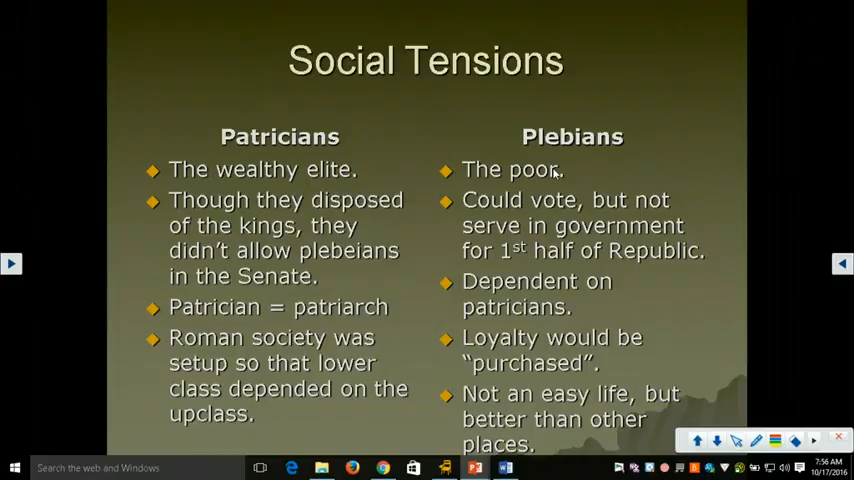 Social Tensions
Patricians
The wealthy elite.
Though they disposed
of the kings, they
didn't allow plebeians
in the Senate.
Patrician = patriarch
Roman society was
setup so that lower
class depended on the
upclass.
Plebians
The poor.
Could vote, but not
serve in government
for 1st half of Republic.
Dependent on
patricians.
Loyalty would be
"purchased".
Not an easy life, but
better than other
places.
Search the web and Windows
7:56 AM
10/17/2016